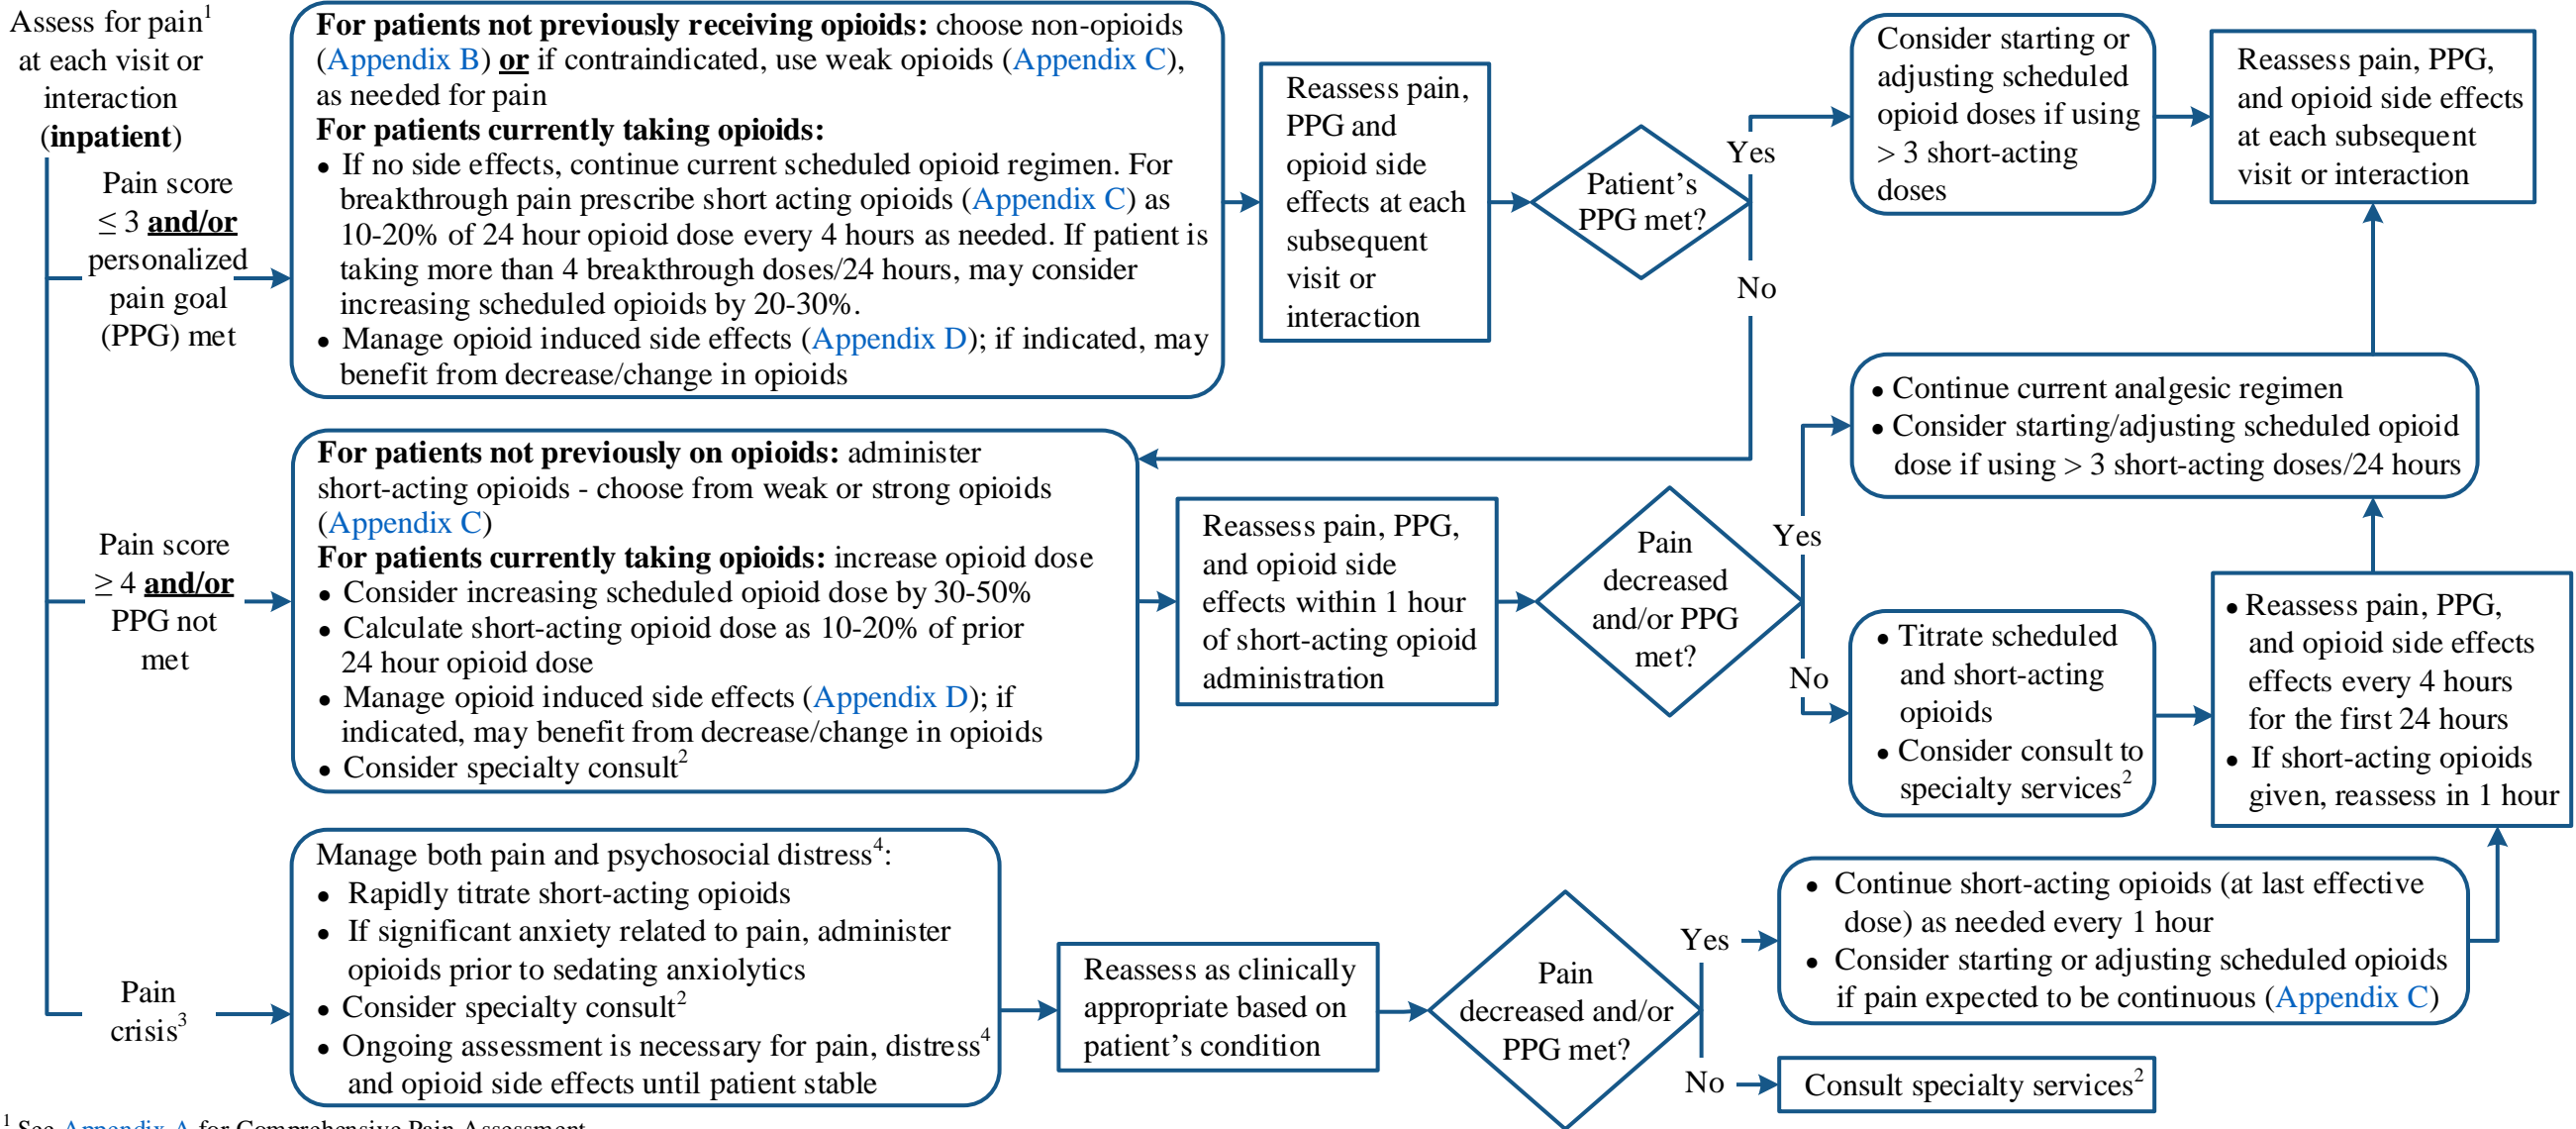 Assess for pain1
at each visit or
interaction
(inpatient)
Pain score
≤ 3 and/or
personalized
pain goal
(PPG) met
For patients not previously receiving opioids: choose non-opioids
(Appendix B) or if contraindicated, use weak opioids (Appendix C),
as needed for pain
For patients currently taking opioids:
• If no side effects, continue current scheduled opioid regimen. For
breakthrough pain prescribe short acting opioids (Appendix C) as
10-20% of 24 hour opioid dose every 4 hours as needed. If patient is
taking more than 4 breakthrough doses/24 hours, may consider
increasing scheduled opioids by 20-30%.
• Manage opioid induced side effects (Appendix D); if indicated, may
benefit from decrease/change in opioids
Reassess pain,
PPG and
opioid side
effects at each
subsequent
visit or
interaction
Patient’s
PPG met?
Yes
No
Consider starting or
adjusting scheduled
opioid doses if using
> 3 short-acting
doses
Reassess pain, PPG,
and opioid side effects
at each subsequent
visit or interaction
Pain score
≥ 4 and/or
PPG not
met
For patients not previously on opioids: administer
short-acting opioids - choose from weak or strong opioids
(Appendix C)
For patients currently taking opioids: increase opioid dose
• Consider increasing scheduled opioid dose by 30-50%
• Calculate short-acting opioid dose as 10-20% of prior
24 hour opioid dose
• Manage opioid induced side effects (Appendix D); if
indicated, may benefit from decrease/change in opioids
• Consider specialty consult2
Reassess pain, PPG,
and opioid side
effects within 1 hour
of short-acting opioid
administration
Pain
decreased
and/or PPG
met?
Yes
No
• Continue current analgesic regimen
• Consider starting/adjusting scheduled opioid
dose if using > 3 short-acting doses/24 hours
• Titrate scheduled
and short-acting
opioids
• Consider consult to
specialty services2
• Reassess pain, PPG,
and opioid side effects
effects every 4 hours
for the first 24 hours
• If short-acting opioids
given, reassess in 1 hour
Pain
crisis3
Manage both pain and psychosocial distress4:
• Rapidly titrate short-acting opioids
• If significant anxiety related to pain, administer
opioids prior to sedating anxiolytics
• Consider specialty consult2
• Ongoing assessment is necessary for pain, distress4
and opioid side effects until patient stable
Reassess as clinically
appropriate based on
patient’s condition
Pain
decreased and/or
PPG met?
Yes
No
• Continue short-acting opioids (at last effective
dose) as needed every 1 hour
• Consider starting or adjusting scheduled opioids
if pain expected to be continuous (Appendix C)
Consult specialty services2
1 See Appendix A for Comprehensive Pain Assessment